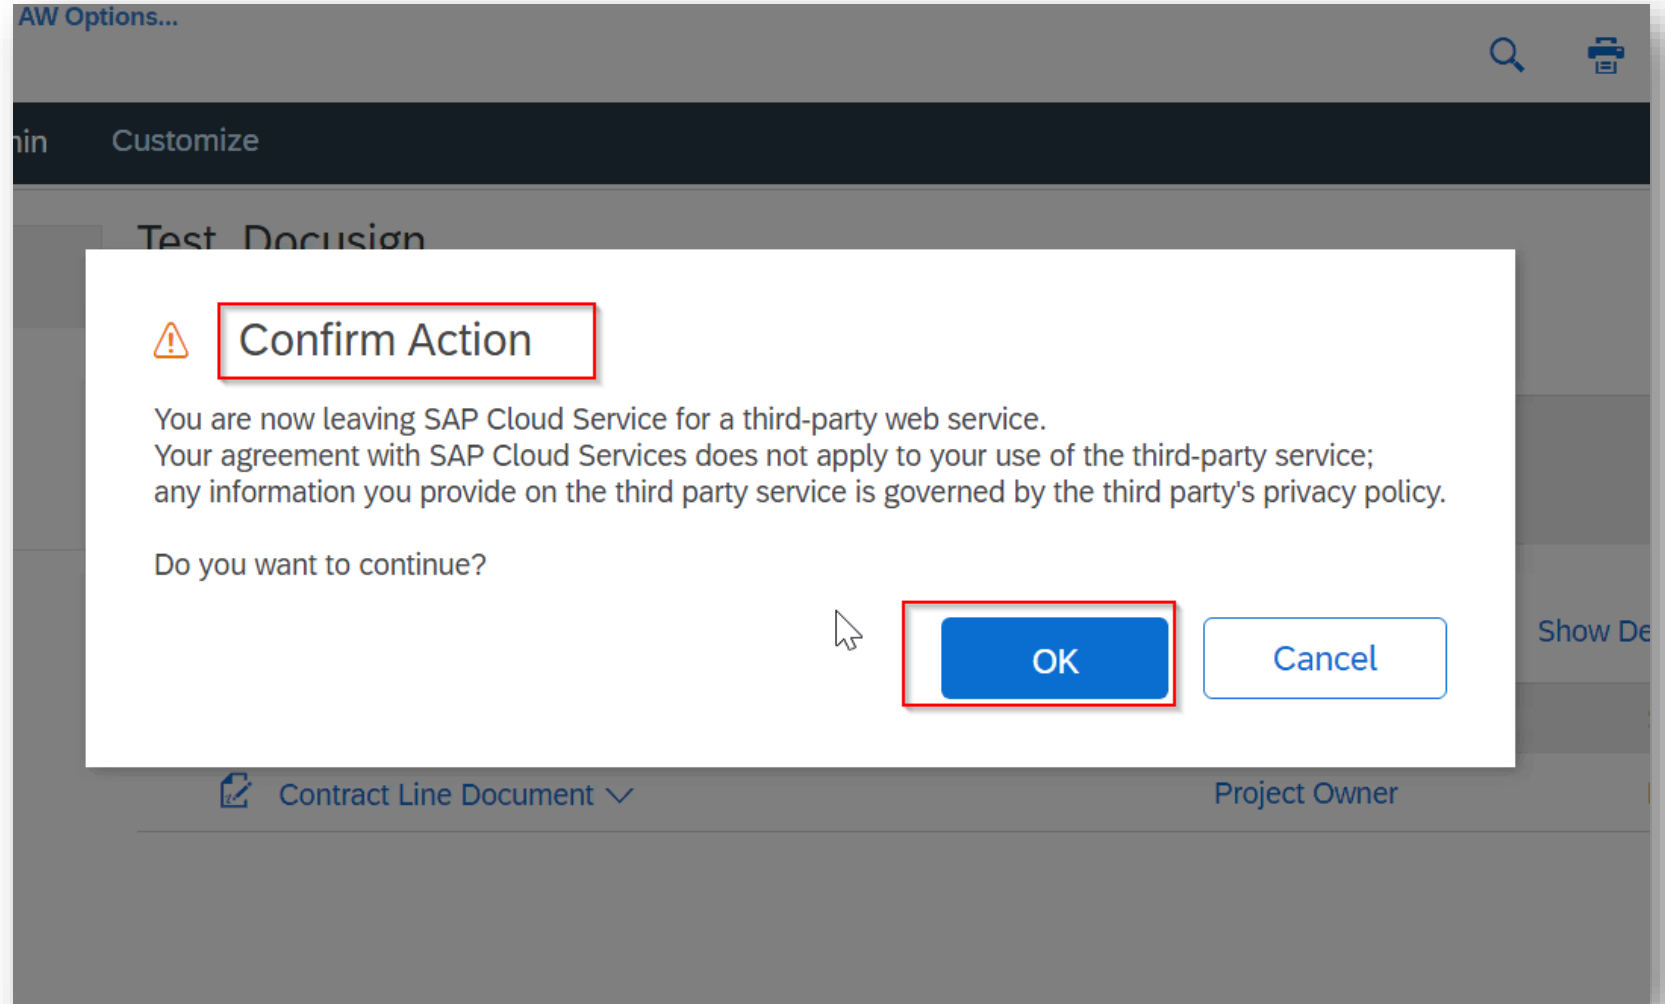 AW Options...
Customize
Test_Docusign
Confirm Action
You are now leaving SAP Cloud Service for a third-party web service.
Your agreement with SAP Cloud Services does not apply to your use of the third-party service;
any information you provide on the third party service is governed by the third party's privacy policy.
Do you want to continue?
OK
Cancel
Show De
Contract Line Document
Project Owner